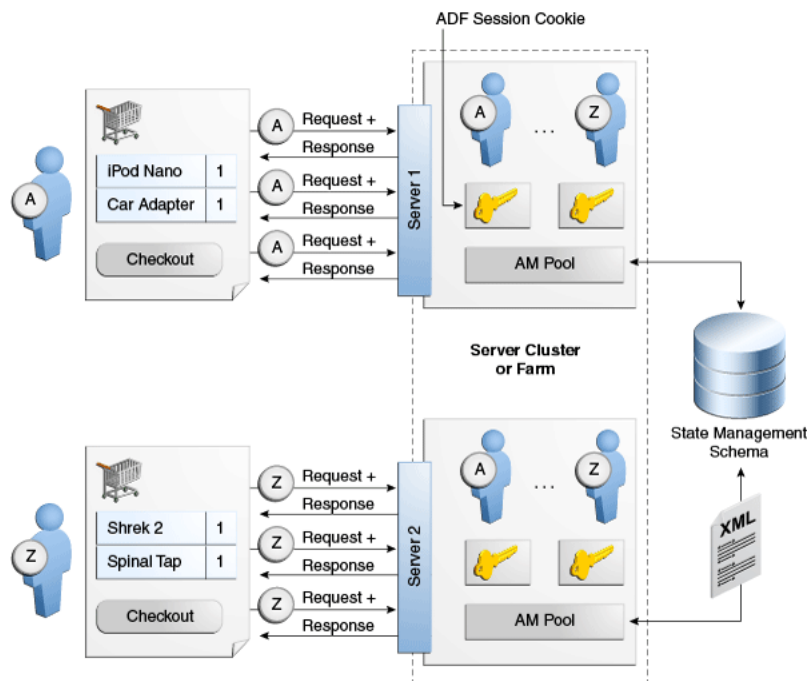 ADF Session Cookie
A
iPod Nano 1
Car Adapter 1
Checkout
A Request +
Response
A Request +
Response
A Request +
Response
Server 1
A ... Z
AM Pool
Server Cluster
or Farm
State Management
Schema
XML
Z
Shrek 2 1
Spinal Tap 1
Checkout
Z Request +
Response
Z Request +
Response
Z Request +
Response
Server 2
A ... Z
AM Pool